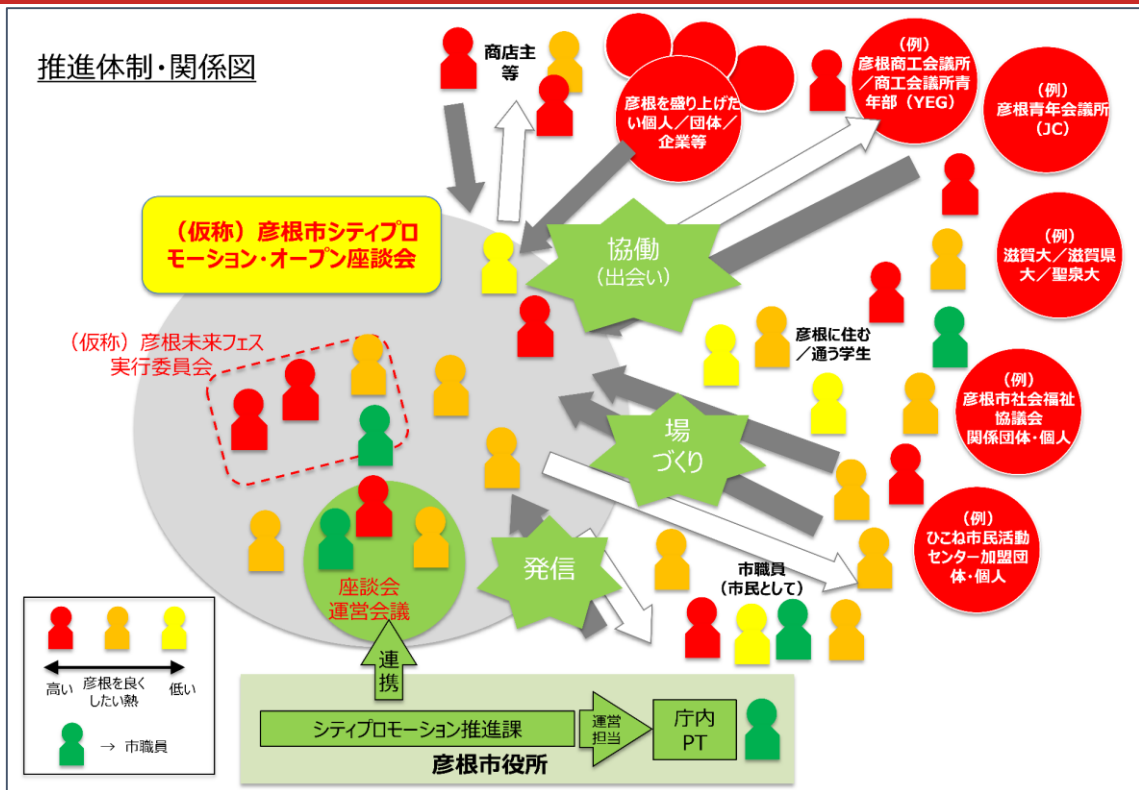 推進体制・関係図
商店主
等
彦根を盛り上げた
い個人／団体／
企業等
（例）
彦根商工会議所
／商工会議所青
年部（YEG）
（例）
彦根青年会議所
（JC）
（仮称）彦根市シティプロ
モーション・オープン座談会
協働
（出会い）
（例）
滋賀大／滋賀県
大／聖泉大
（仮称）彦根未来フェス
実行委員会
彦根に住む
／通う学生
（例）
彦根市社会福祉
協議会
関係団体・個人
場
づくり
（例）
ひこね市民活動
センター加盟団
体・個人
発信
市職員
（市民として）
座談会
運営会議
高い
彦根を良く
したい熱
低い
→ 市職員
連
携
シティプロモーション推進課
運営
担当
庁内
PT
彦根市役所